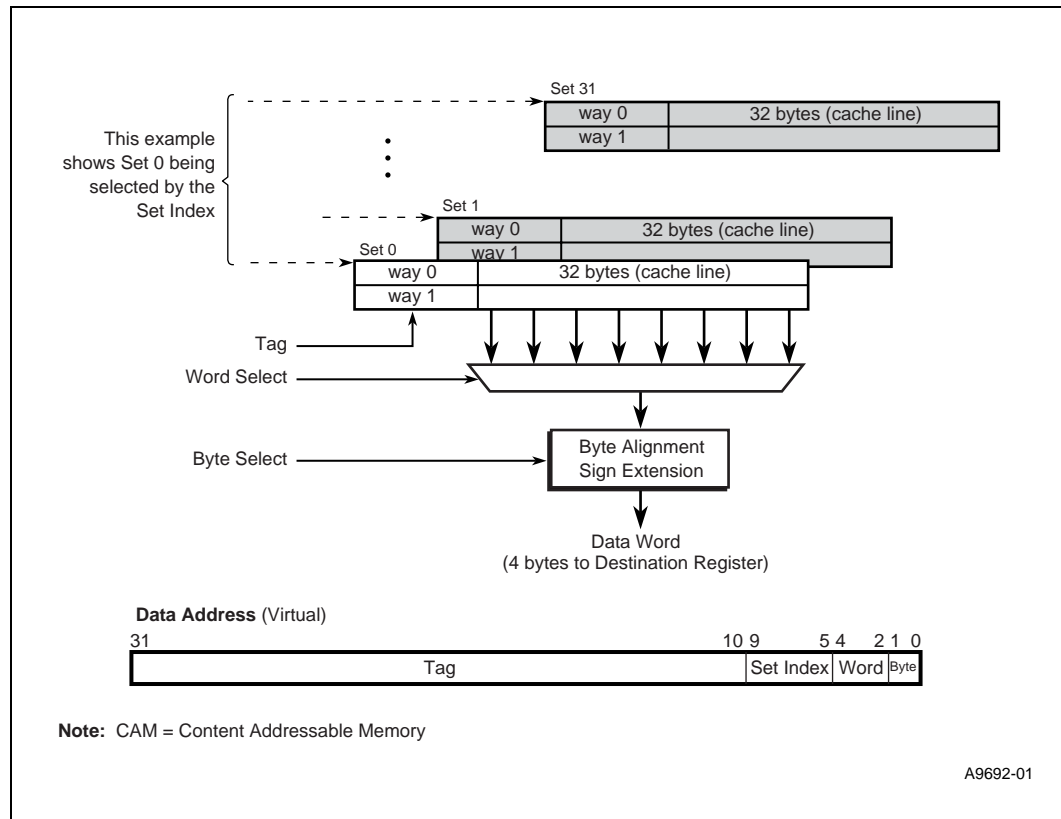 Set 31
way 0 32 bytes (cache line)
way 1
This example
shows Set 0 being
selected by the
Set Index
Set 1
way 0 32 bytes (cache line)
way 1
Set 0
way 0 32 bytes (cache line)
way 1
Tag
Word Select
Byte Select
Byte Alignment
Sign Extension
Data Word
(4 bytes to Destination Register)
Data Address (Virtual)
31 10 9 5 4 2 1 0
Tag Set Index Word Byte
Note: CAM = Content Addressable Memory
A9692-01